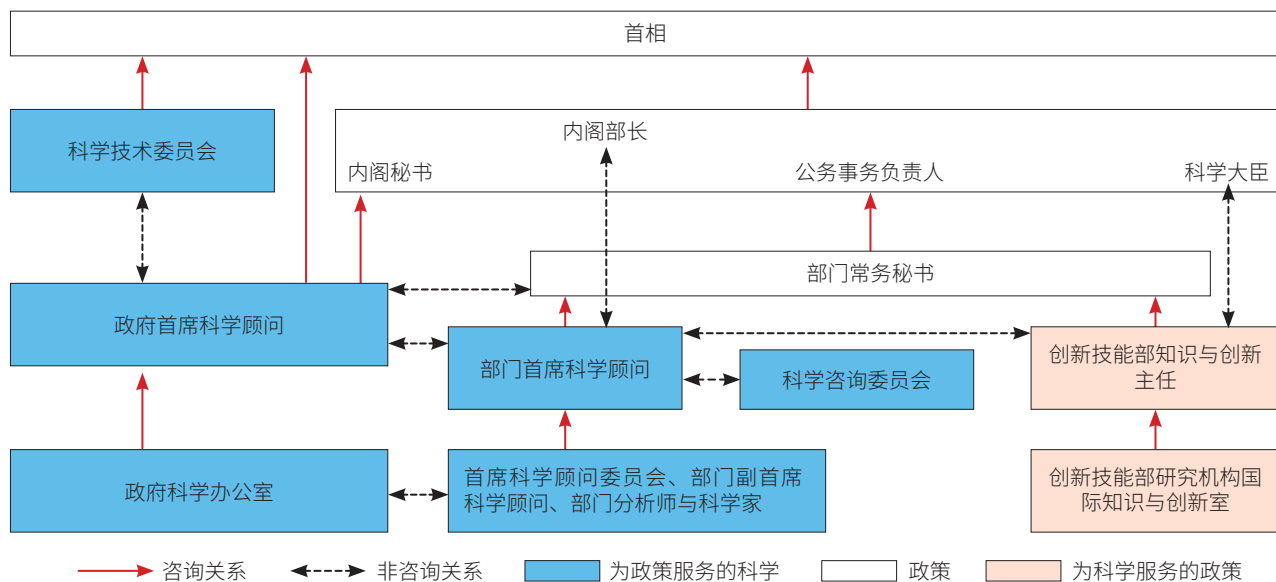 首相
科学技术委员会
内阁部长
内阁秘书
公务事务负责人
科学大臣
部门常务秘书
政府首席科学顾问
部门首席科学顾问
科学咨询委员会
创新技能部知识与创新
主任
政府科学办公室
首席科学顾问委员会、部门副首席
科学顾问、部门分析师与科学家
创新技能部研究机构国
际知识与创新室
咨询关系
非咨询关系
为政策服务的科学
政策
为科学服务的政策